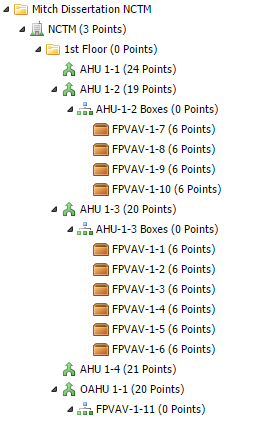 Mitch Dissertation NCTM
NCTM (3 Points)
1st Floor (0 Points)
AHU 1-1 (24 Points)
AHU 1-2 (19 Points)
AHU-1-2 Boxes (0 Points)
FPVAV-1-7 (6 Points)
FPVAV-1-8 (6 Points)
FPVAV-1-9 (6 Points)
FPVAV-1-10 (6 Points)
AHU 1-3 (20 Points)
AHU-1-3 Boxes (0 Points)
FPVAV-1-1 (6 Points)
FPVAV-1-2 (6 Points)
FPVAV-1-3 (6 Points)
FPVAV-1-4 (6 Points)
FPVAV-1-5 (6 Points)
FPVAV-1-6 (6 Points)
AHU 1-4 (21 Points)
OAHU 1-1 (20 Points)
FPVAV-1-11 (0 Points)